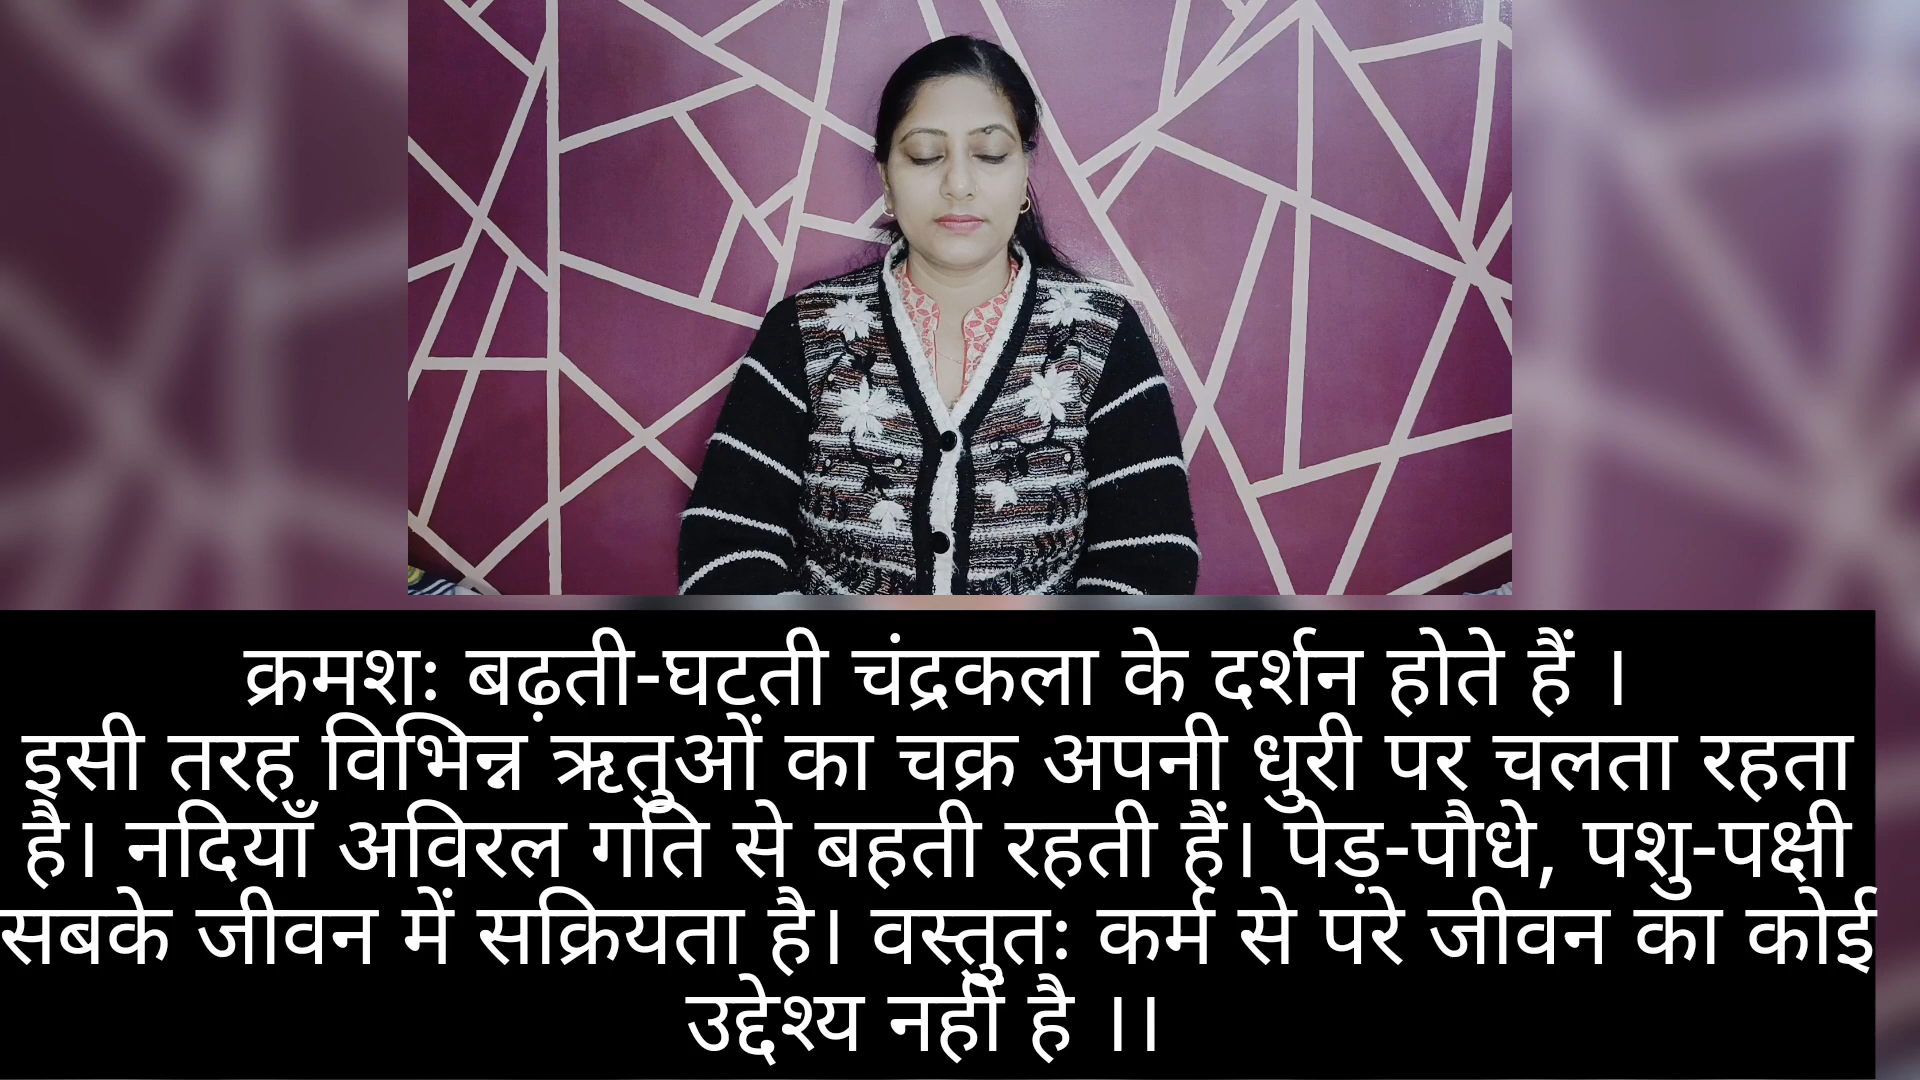 क्रमशः बढ़ती-घटती चंद्रकला के दर्शन होते हैं ।
इसी तरह विभिन्न ऋतुओं का चक्र अपनी धुरी पर चलता रहता
है। नदियाँ अविरल गति से बहती रहती हैं। पेड़-पौधे, पशु-पक्षी
सबके जीवन में सक्रियता है। वस्तुतः कर्म से परे जीवन का कोई
उद्देश्य नहीं है ।।